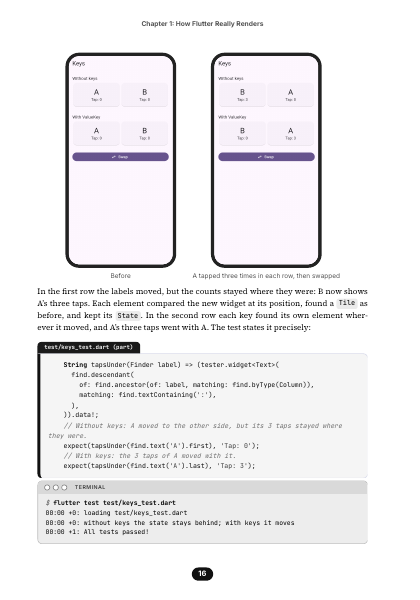 Chapter 1: How Flutter Really Renders
Keys
Without keys
A
Tap: 0
B
Tap: 0
With ValueKey
A
Tap: 0
B
Tap: 0
Swap
Keys
Without keys
B
A
Tap: 0
With ValueKey
B
A
Swap
Before
A tapped three times in each row, then swapped
In the first row the labels moved, but the counts stayed where they were: B now shows
A’s three taps. Each element compared the new widget at its position, found a Tile as
before, and kept its State. In the second row each key found its own element wher-
ever it moved, and A’s three taps went with A. The test states it precisely:
test/keys_test.dart (part)
String tapsUnder(Finder label) => (tester.widget<Text>(
find.descendant(
of: find.ancestor(of: label, matching: find.byType(Column)),
matching: find.textContaining(':'),
),
)).data!;
// Without keys: A moved to the other side, but its 3 taps stayed where
they were.
expect(tapsUnder(find.text('A').first), 'Tap: 0');
// With keys: the 3 taps of A moved with it.
expect(tapsUnder(find.text('A').last), 'Tap: 3');
TERMINAL
$ flutter test test/keys_test.dart
00:00 +0: loading test/keys_test.dart
00:00 +0: without keys the state stays behind; with keys it moves
00:00 +1: All tests passed!
16